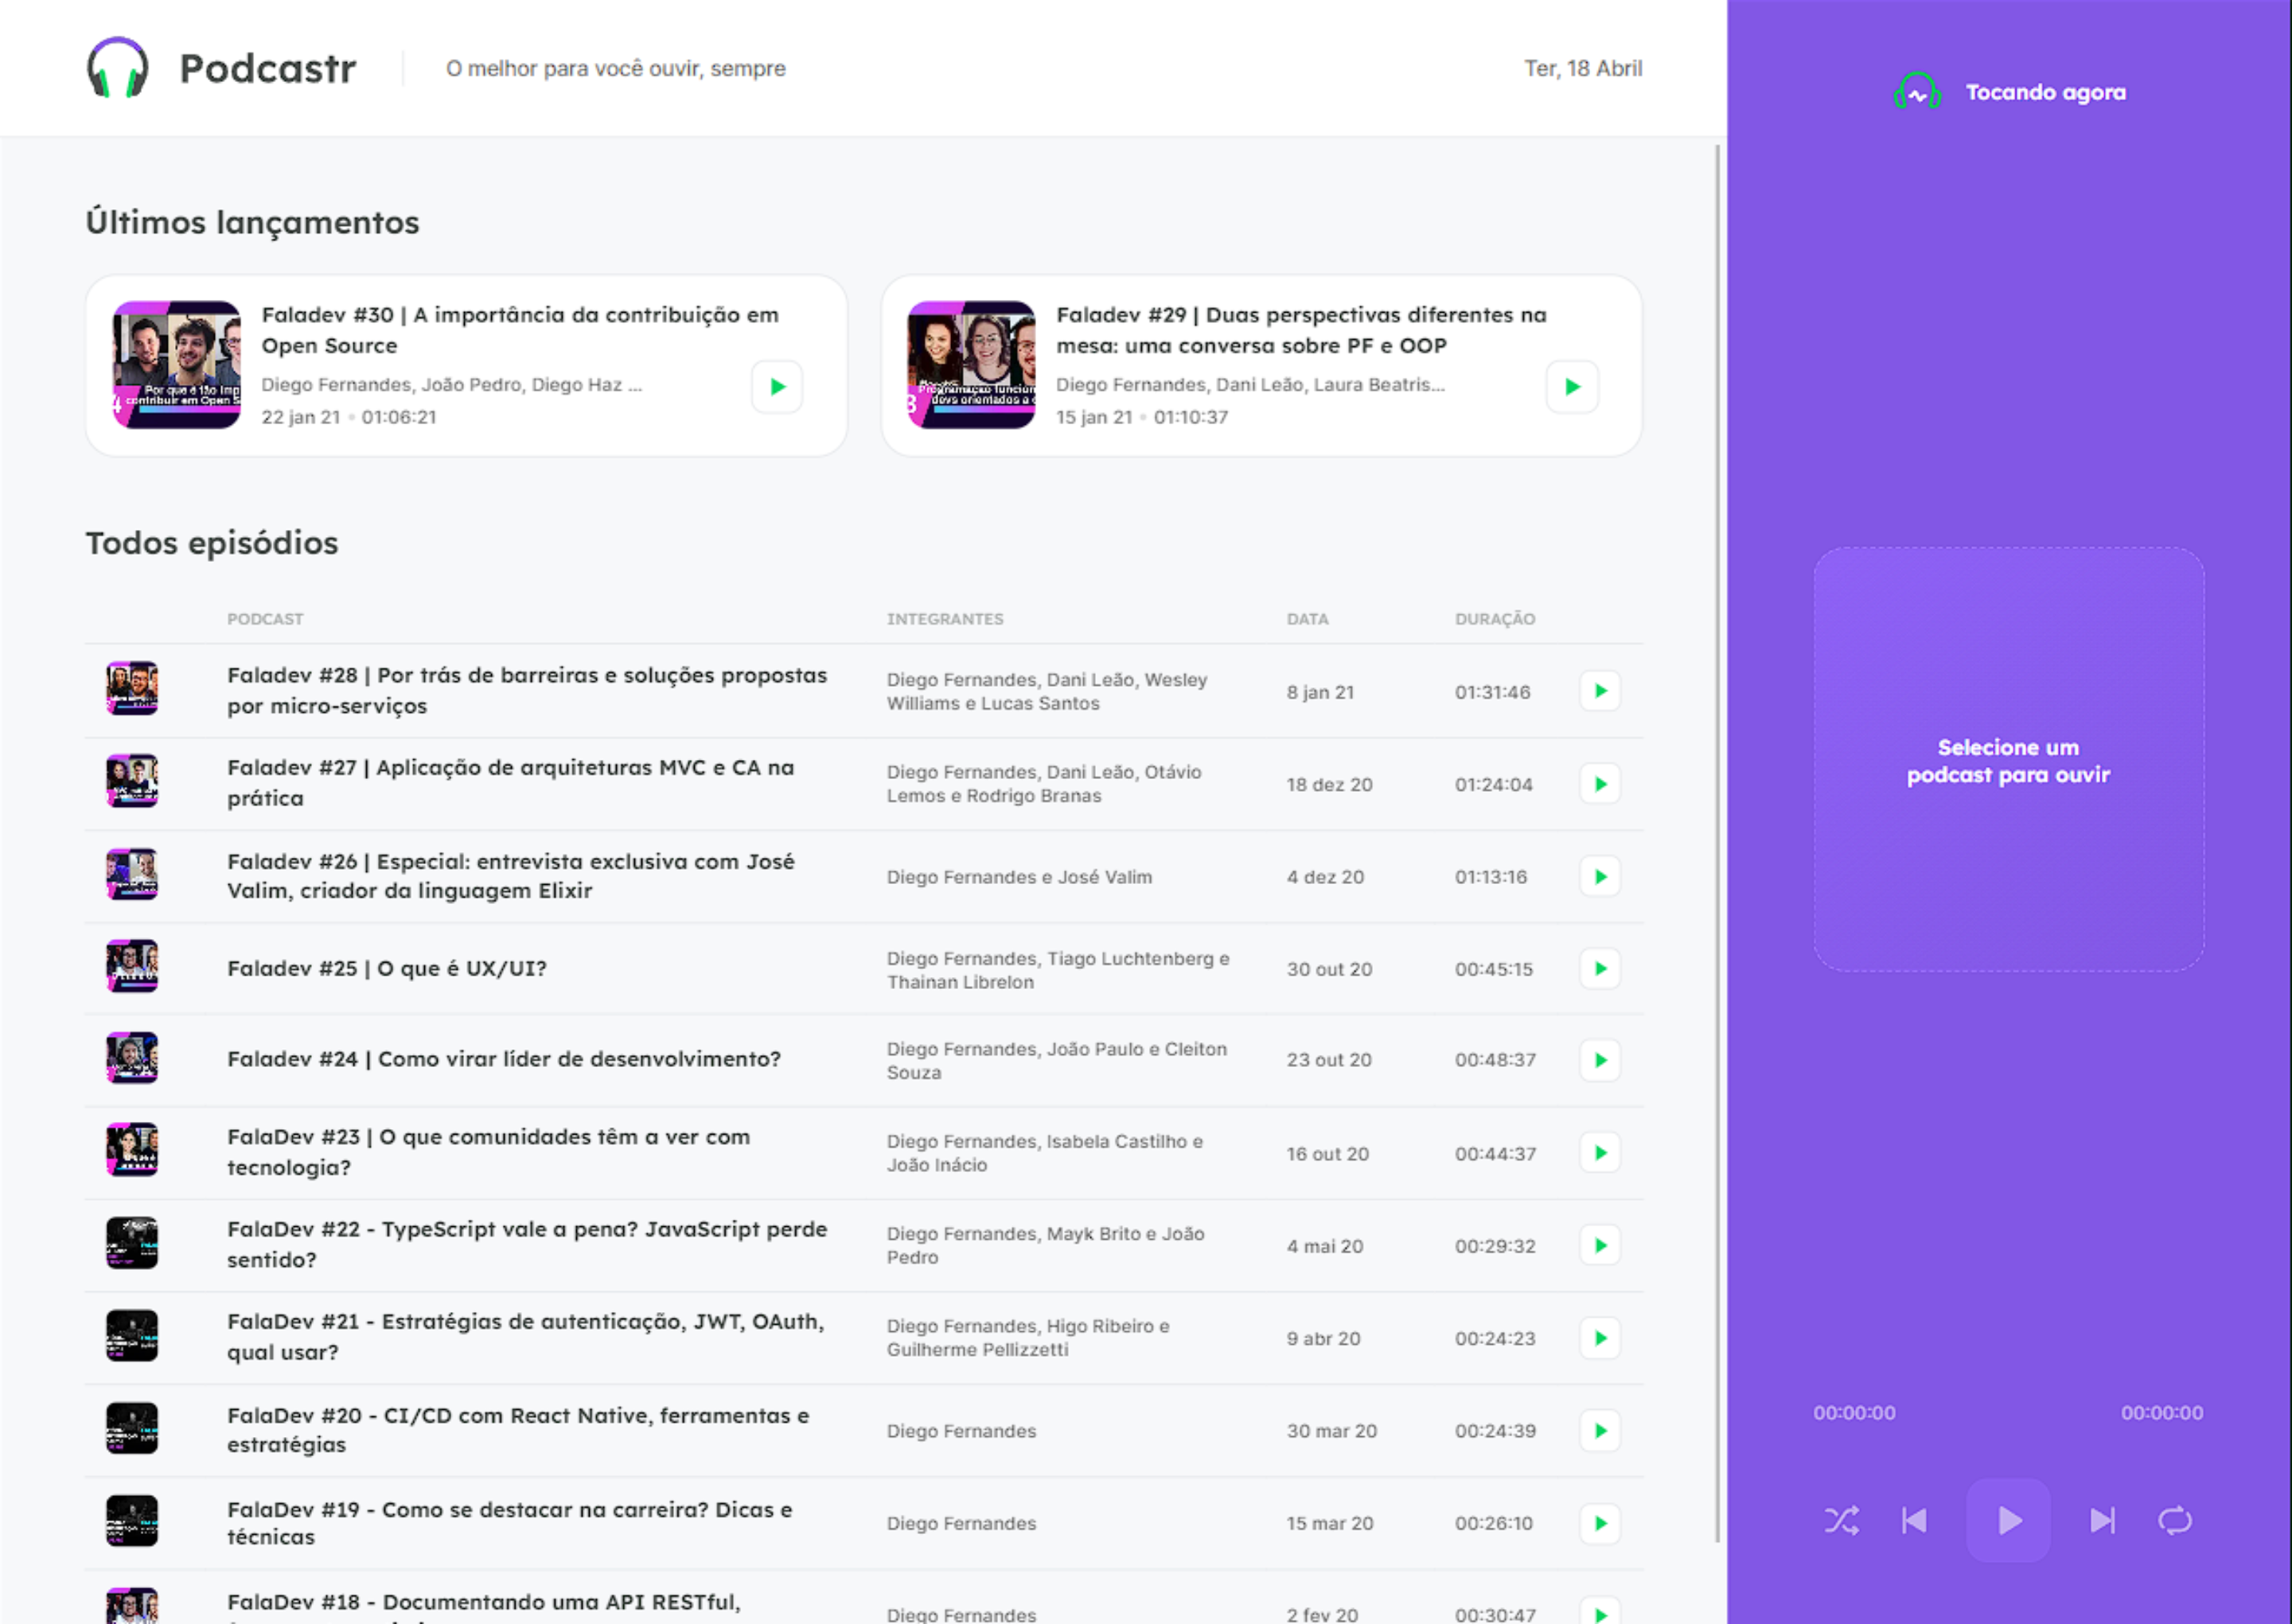 Podcastr
O melhor para você ouvir, sempre
Ter, 18 Abril
Tocando agora
Últimos lançamentos
Faladev #30 | A importância da contribuição em
Open Source
Diego Fernandes, João Pedro, Diego Haz ...
22 jan 21 • 01:06:21
Por que é tão imp
contribuir em Open S
Faladev #29 | Duas perspectivas diferentes na
mesa: uma conversa sobre PF e OOP
Diego Fernandes, Dani Leão, Laura Beatris...
15 jan 21 • 01:10:37
Programação funcion
devs orientados a
Todos episódios
PODCAST INTEGRANTES DATA DURAÇÃO
Faladev #28 | Por trás de barreiras e soluções propostas
por micro-serviços
Diego Fernandes, Dani Leão, Wesley
Williams e Lucas Santos
8 jan 21
01:31:46
Faladev #27 | Aplicação de arquiteturas MVC e CA na
prática
Diego Fernandes, Dani Leão, Otávio
Lemos e Rodrigo Branas
18 dez 20
01:24:04
Faladev #26 | Especial: entrevista exclusiva com José
Valim, criador da linguagem Elixir
Diego Fernandes e José Valim
4 dez 20
01:13:16
Faladev #25 | O que é UX/UI?
Diego Fernandes, Tiago Luchtenberg e
Thainan Librelon
30 out 20
00:45:15
Faladev #24 | Como virar líder de desenvolvimento?
Diego Fernandes, João Paulo e Cleiton
Souza
23 out 20
00:48:37
FalaDev #23 | O que comunidades têm a ver com
tecnologia?
Diego Fernandes, Isabela Castilho e
João Inácio
16 out 20
00:44:37
FalaDev #22 - TypeScript vale a pena? JavaScript perde
sentido?
Diego Fernandes, Mayk Brito e João
Pedro
4 mai 20
00:29:32
FalaDev #21 - Estratégias de autenticação, JWT, OAuth,
qual usar?
Diego Fernandes, Higo Ribeiro e
Guilherme Pellizzetti
9 abr 20
00:24:23
FalaDev #20 - CI/CD com React Native, ferramentas e
estratégias
Diego Fernandes
30 mar 20
00:24:39
FalaDev #19 - Como se destacar na carreira? Dicas e
técnicas
Diego Fernandes
15 mar 20
00:26:10
FalaDev #18 - Documentando uma API RESTful,
Diego Fernandes
2 fev 20
00:30:47
Selecione um
podcast para ouvir
00:00:00 00:00:00